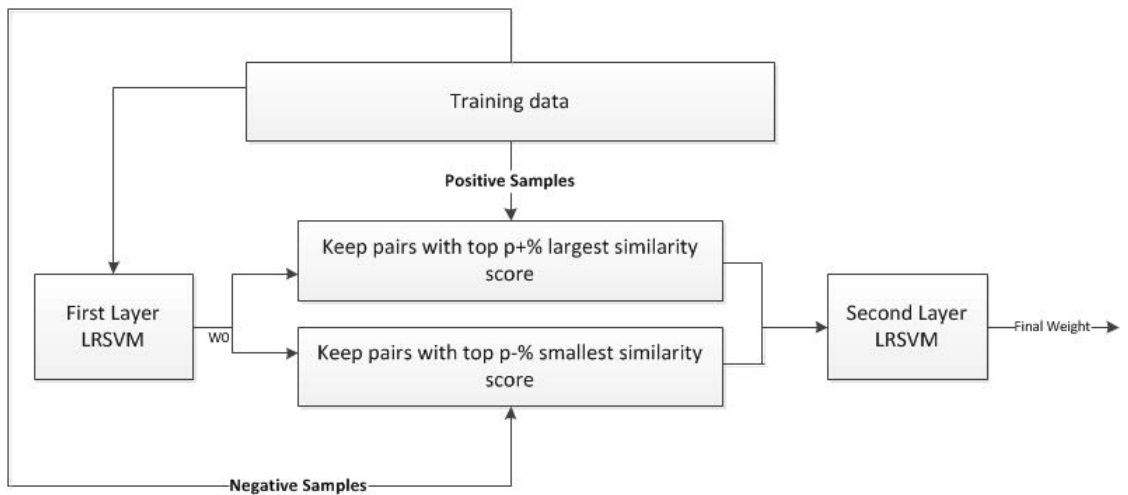 Training data
Positive Samples
Keep pairs with top p+% largest similarity
score
First Layer
LRSVM
W0
Keep pairs with top p-% smallest similarity
score
Second Layer
LRSVM
Final Weight
Negative Samples